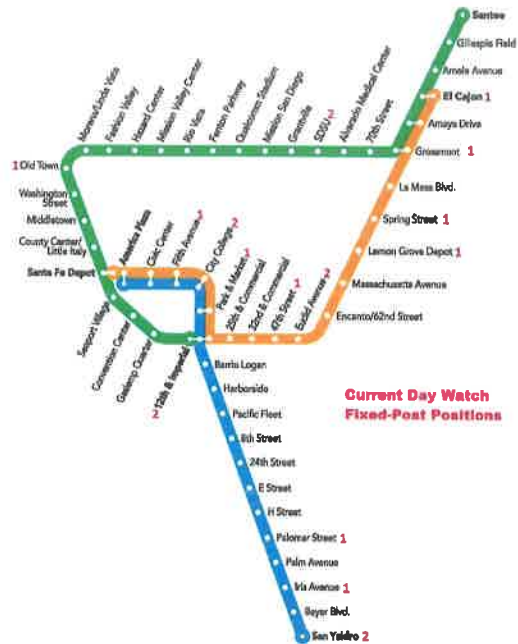 Santee
Gillespie Field
Arnele Avenue
El Cajon 1
Amaya Drive
Grossmont 1
La Mesa Blvd.
Spring Street 1
Lemon Grove Depot 1
Massachusetts Avenue
Encanto/62nd Street
Morena/Linda Vista
Fashion Valley
Hazard Center
Mission Valley Center
Rio Vista
Fenton Parkway
Qualcomm Stadium
Mission San Diego
Grantville
SDSU 2
Alvarado Medical Center
70th Street
1 Old Town
Washington
Street
Middletown
County Center/
Little Italy
Santa Fe Depot
Seaport Village
Convention Center
Gaslamp Quarter
2 12th & Imperial
America Plaza
Civic Center
Fifth Avenue
City College 2
Park & Market 1
25th & Commercial
32nd & Commercial
47th Street 1
Euclid Avenue 2
Barrio Logan
Harborside
Pacific Fleet
8th Street
24th Street
E Street
H Street
Palomar Street 1
Palm Avenue
Iris Avenue 1
Beyer Blvd.
San Ysidro 2
Current Day Watch
Fixed-Post Positions